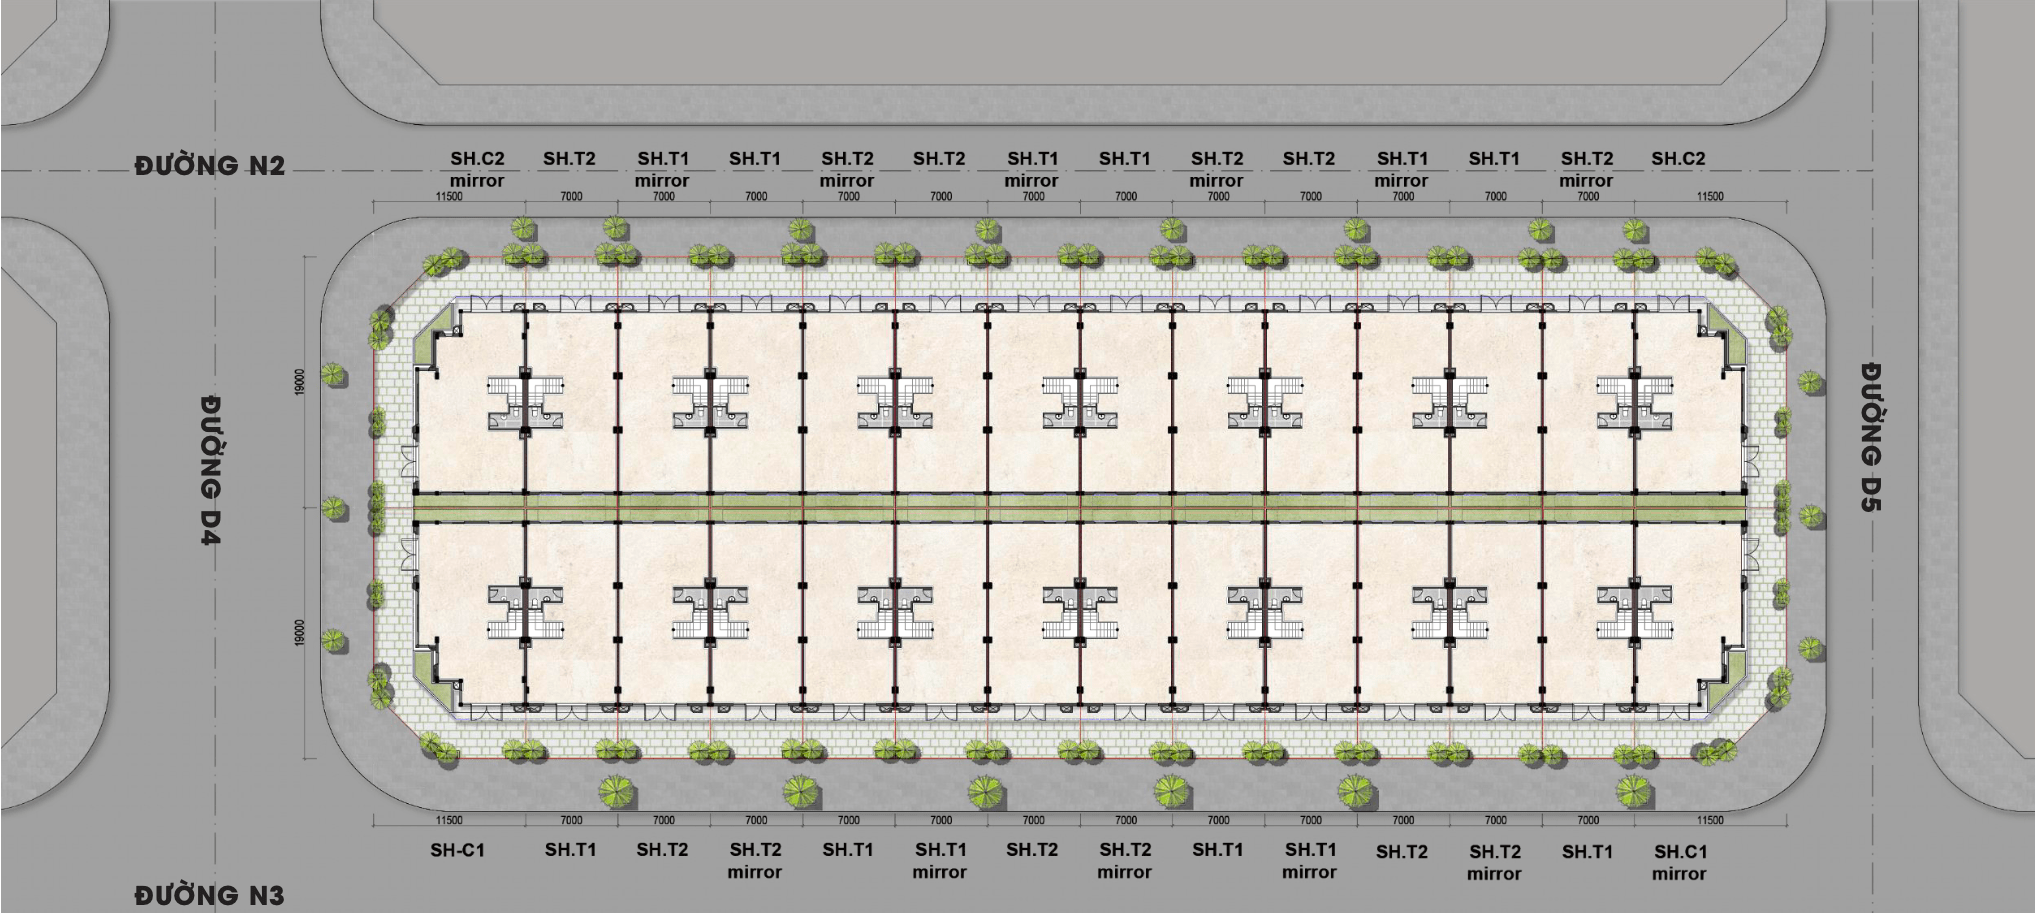 SH.C2 SH.T2 SH.T1 SH.T1 SH.T2 SH.T2 SH.T1 SH.T1 SH.T2 SH.T2 SH.T1 SH.T1 SH.T2 SH.C2
ĐƯỜNG N2
mirror mirror mirror mirror mirror mirror mirror
11500 7000 7000 7000 7000 7000 7000 7000 7000 7000 7000 7000 7000 11500
19000
ĐƯỜNG D4
ĐƯỜNG D5
19000
11500 7000 7000 7000 7000 7000 7000 7000 7000 7000 7000 7000 7000 11500
SH-C1 SH.T1 SH.T2 SH.T2 SH.T1 SH.T1 SH.T2 SH.T2 SH.T1 SH.T1 SH.T2 SH.T2 SH.T1 SH.C1
mirror mirror mirror mirror mirror mirror
ĐƯỜNG N3